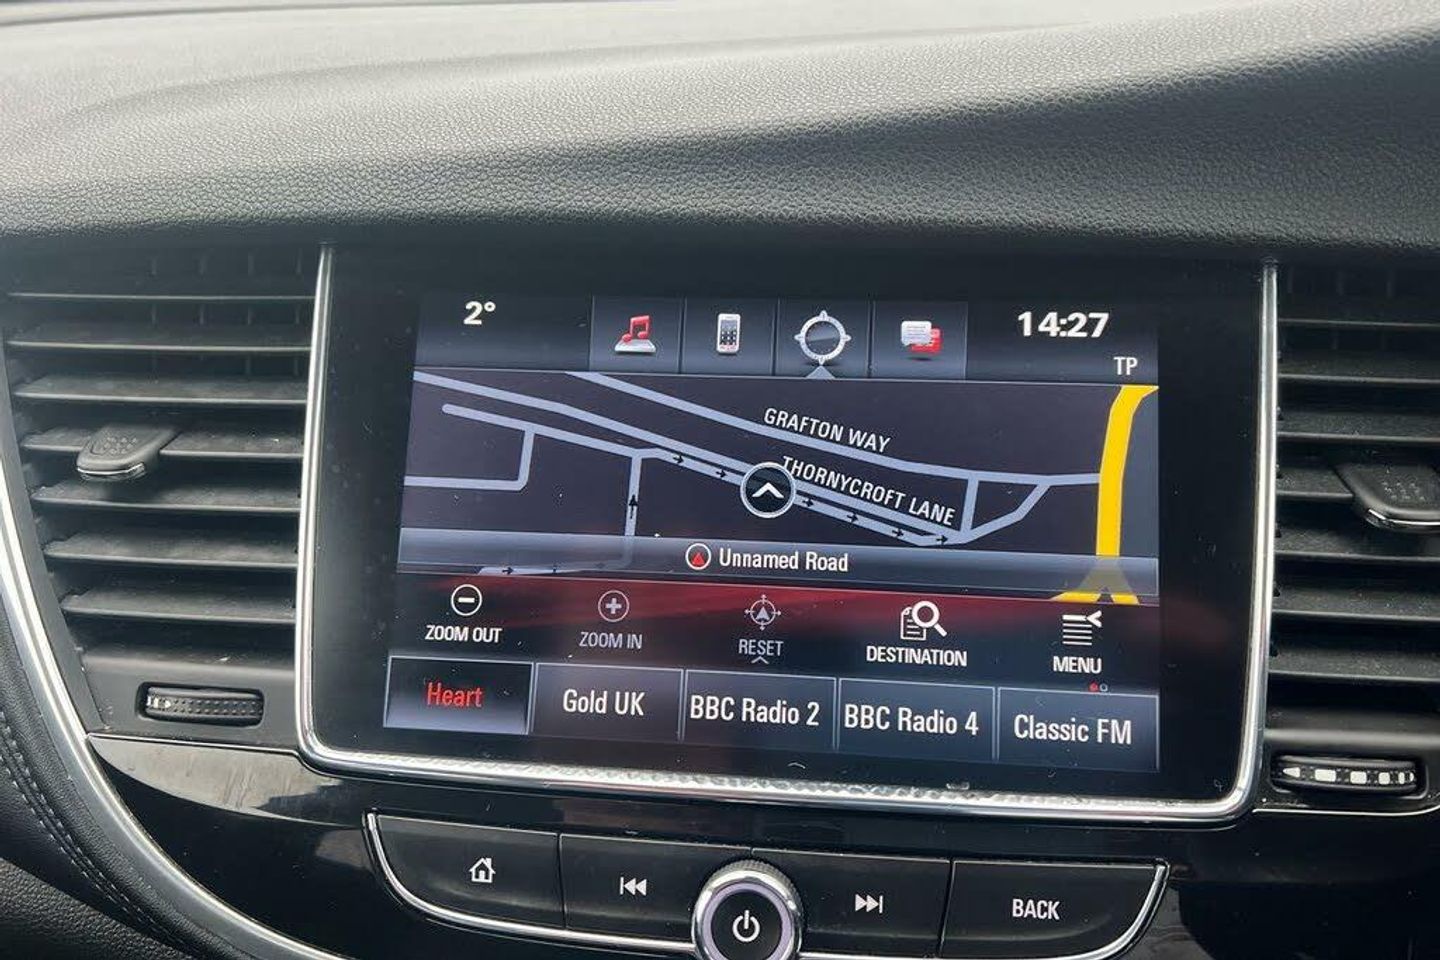 2°
14:27
TP
GRAFTON WAY
THORNYCROFT LANE
Unnamed Road
ZOOM OUT
ZOOM IN
RESET
DESTINATION
MENU
Heart
Gold UK
BBC Radio 2
BBC Radio 4
Classic FM
BACK